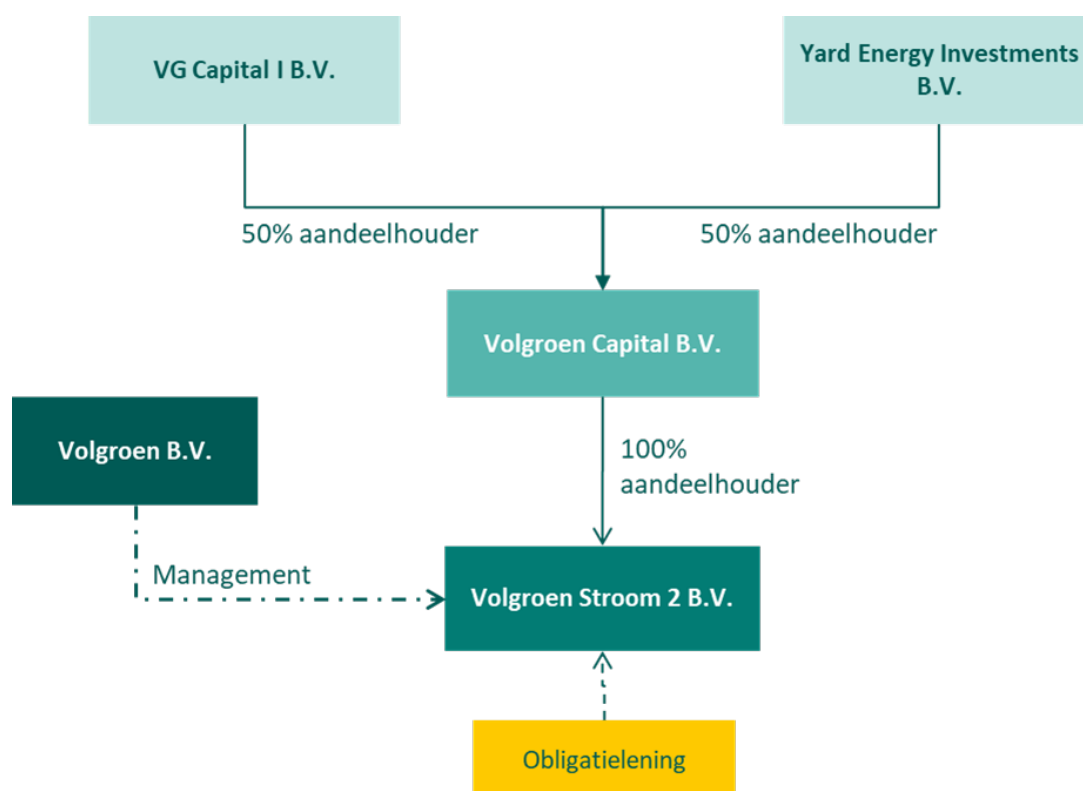 VG Capital I B.V.
Yard Energy Investments
B.V.
50% aandeelhouder
50% aandeelhouder
Volgroen Capital B.V.
Volgroen B.V.
100%
aandeelhouder
Management
Volgroen Stroom 2 B.V.
Obligatielening